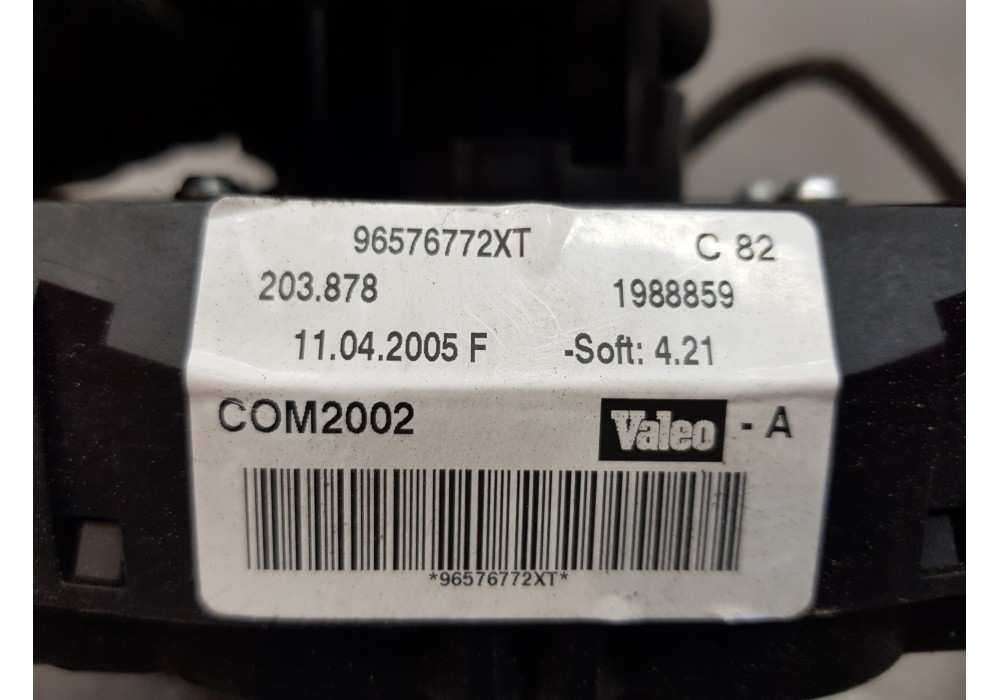 96576772XT C 82
203.878 1988859
11.04.2005 F -Soft: 4.21
COM2002 Valeo - A
*96576772XT*